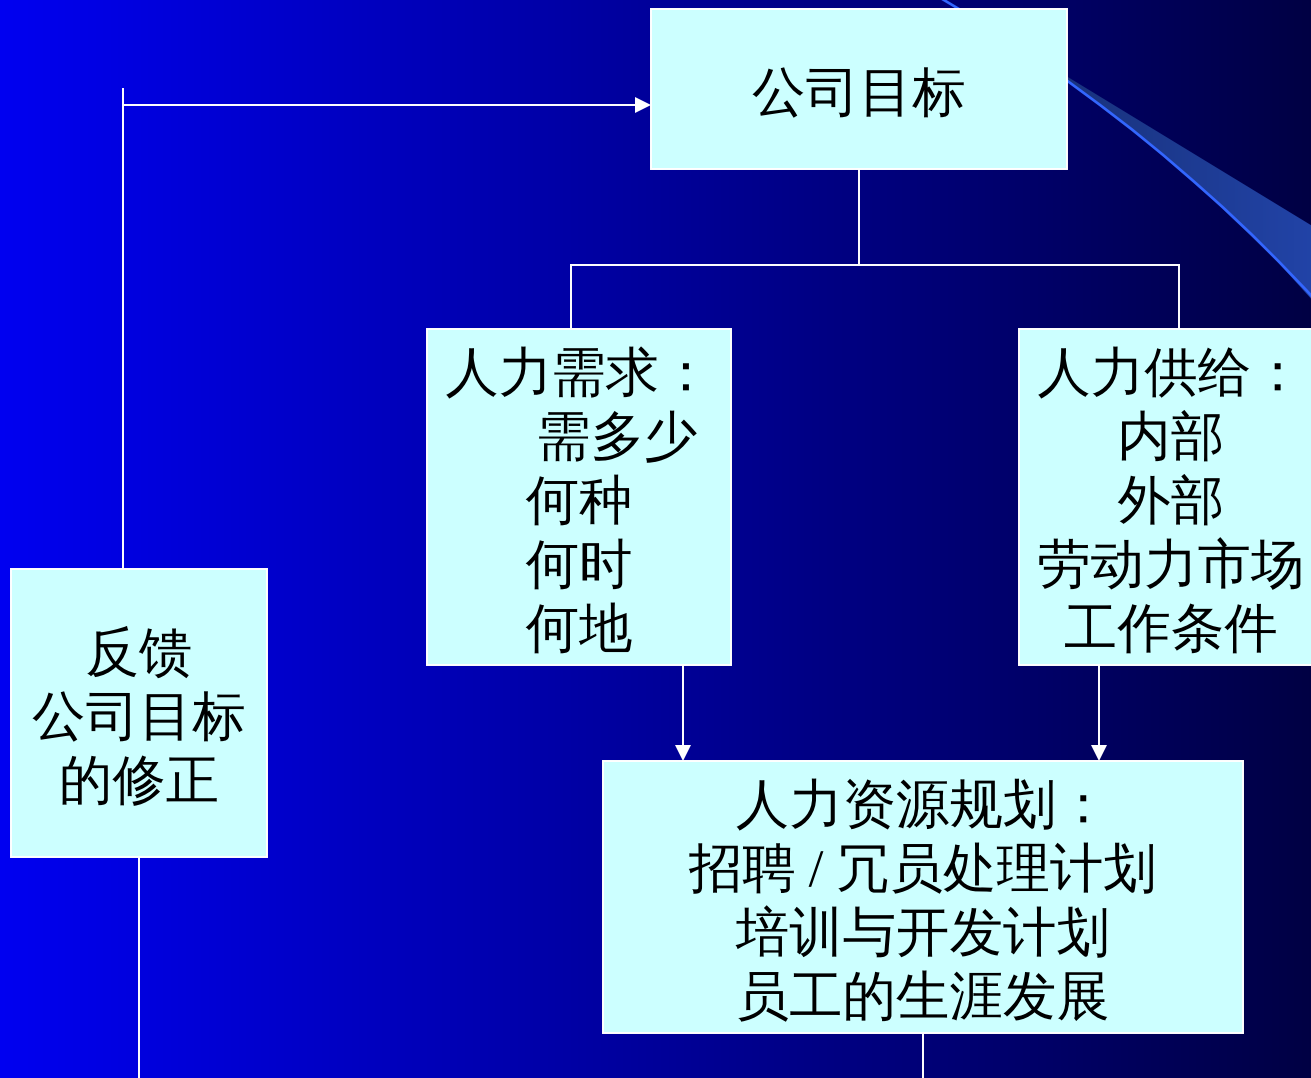 公司目标
人力需求：
需多少
何种
何时
何地
人力供给：
内部
外部
劳动力市场
工作条件
反馈
公司目标
的修正
人力资源规划：
招聘 / 冗员处理计划
培训与开发计划
员工的生涯发展